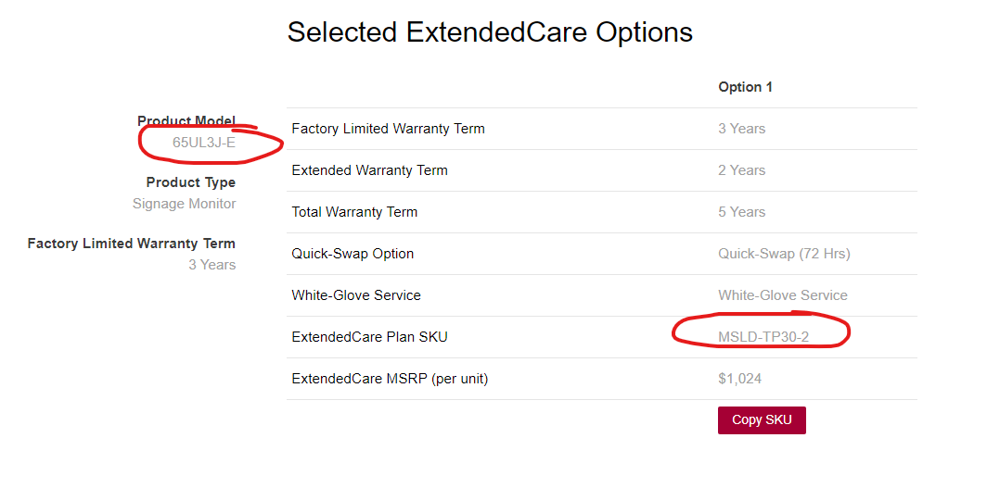 Selected ExtendedCare Options
Product Model
65UL3J-E
Product Type
Signage Monitor
Factory Limited Warranty Term
3 Years
Option 1
Factory Limited Warranty Term 3 Years
Extended Warranty Term 2 Years
Total Warranty Term 5 Years
Quick-Swap Option Quick-Swap (72 Hrs)
White-Glove Service White-Glove Service
ExtendedCare Plan SKU MSLD-TP30-2
ExtendedCare MSRP (per unit) $1,024
Copy SKU